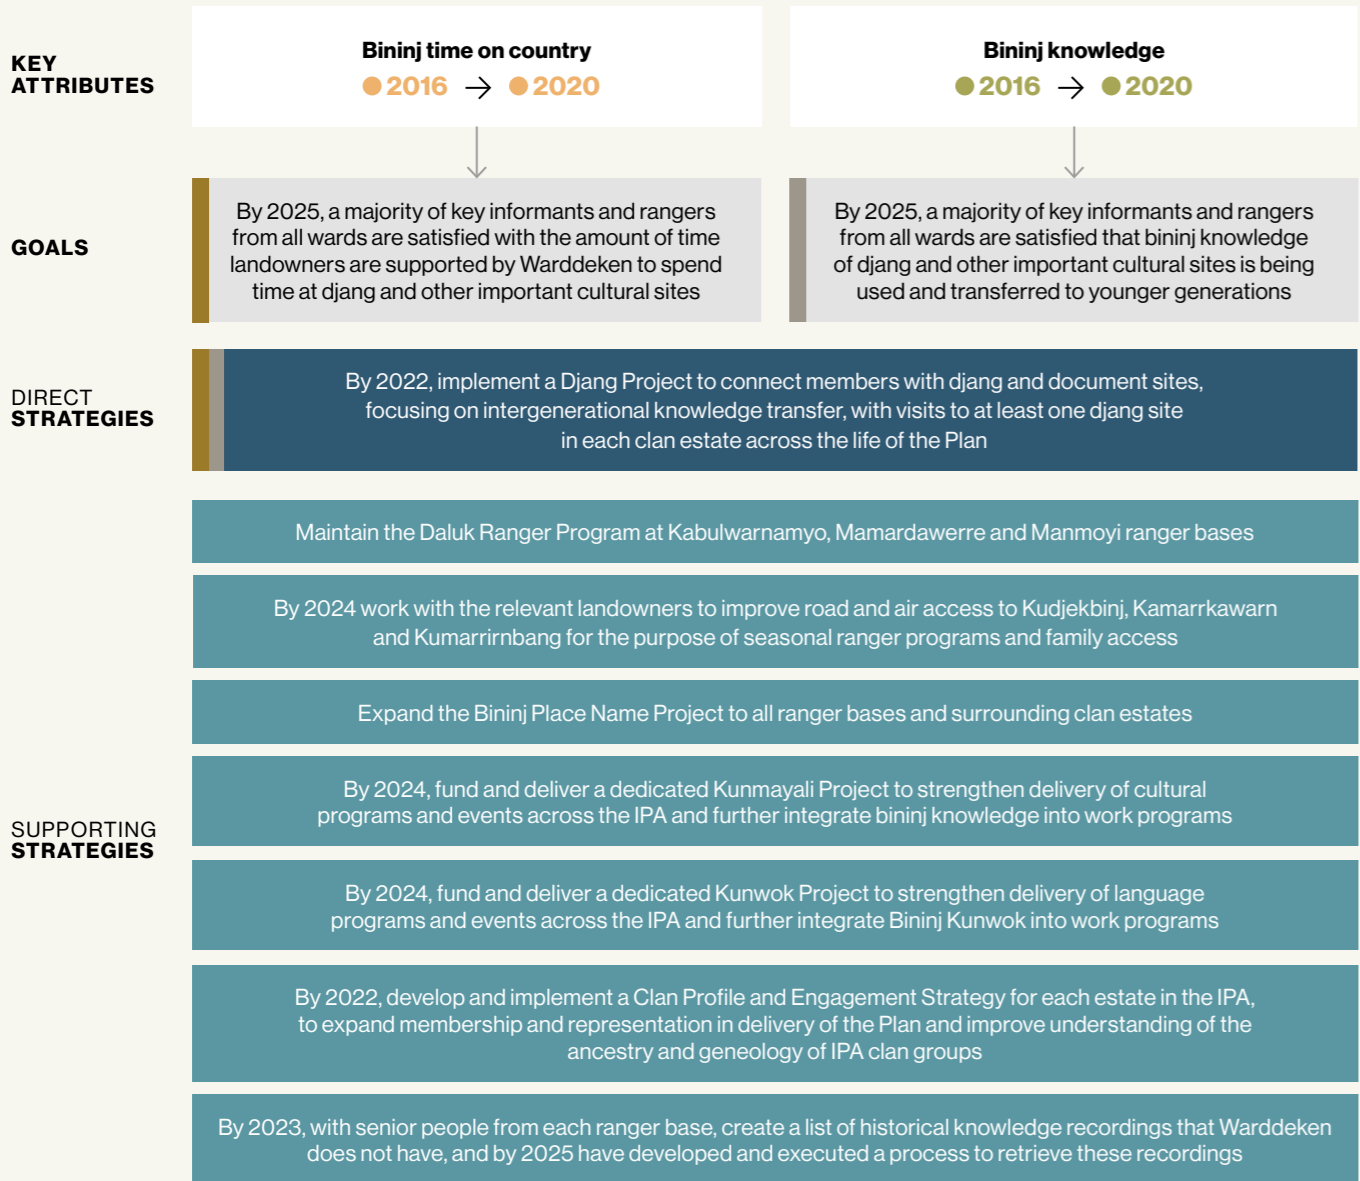 KEY
ATTRIBUTES
Bininj time on country
2016 → 2020
Bininj knowledge
2016 → 2020
GOALS
By 2025, a majority of key informants and rangers
from all wards are satisfied with the amount of time
landowners are supported by Warddeken to spend
time at djang and other important cultural sites
By 2025, a majority of key informants and rangers
from all wards are satisfied that bininj knowledge
of djang and other important cultural sites is being
used and transferred to younger generations
DIRECT
STRATEGIES
By 2022, implement a Djang Project to connect members with djang and document sites,
focusing on intergenerational knowledge transfer, with visits to at least one djang site
in each clan estate across the life of the Plan
SUPPORTING
STRATEGIES
Maintain the Daluk Ranger Program at Kabulwarnamyo, Mamardawerre and Manmoyi ranger bases
By 2024 work with the relevant landowners to improve road and air access to Kudjekbinj, Kamarrkawarn
and Kumarrirnbang for the purpose of seasonal ranger programs and family access
Expand the Bininj Place Name Project to all ranger bases and surrounding clan estates
By 2024, fund and deliver a dedicated Kunmayali Project to strengthen delivery of cultural
programs and events across the IPA and further integrate bininj knowledge into work programs
By 2024, fund and deliver a dedicated Kunwok Project to strengthen delivery of language
programs and events across the IPA and further integrate Bininj Kunwok into work programs
By 2022, develop and implement a Clan Profile and Engagement Strategy for each estate in the IPA,
to expand membership and representation in delivery of the Plan and improve understanding of the
ancestry and geneology of IPA clan groups
By 2023, with senior people from each ranger base, create a list of historical knowledge recordings that Warddeken
does not have, and by 2025 have developed and executed a process to retrieve these recordings